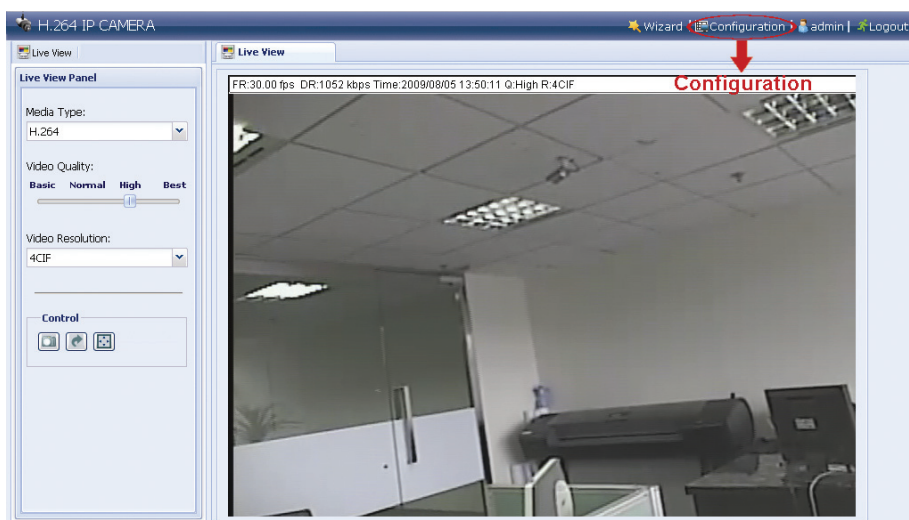 H.264 IP CAMERA
Wizard | Configuration | admin | Logout
Live View
Live View
Configuration
Live View Panel
FR:30.00 fps DR:1052 kbps Time:2009/08/05 13:50:11 Q:High R:4CIF
Media Type:
H.264
Video Quality:
Basic Normal High Best
Video Resolution:
4CIF
Control